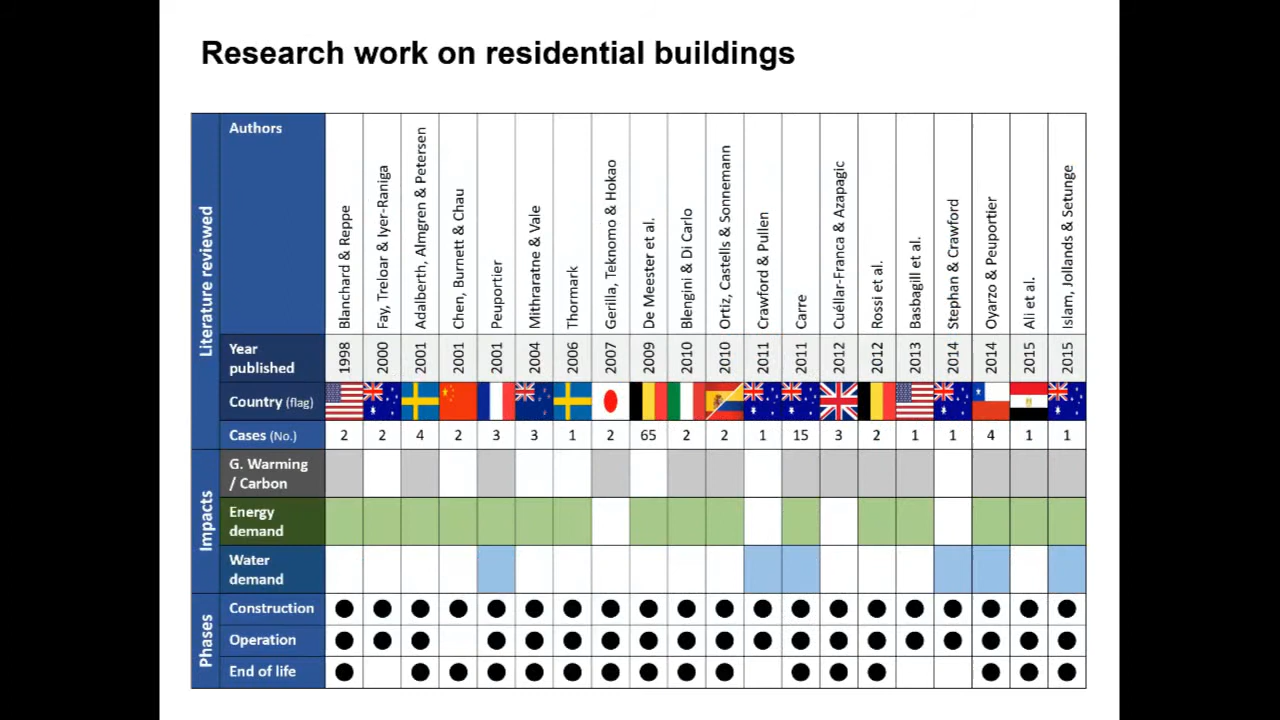 Research work on residential buildings
Literature reviewed
Authors
Blanchard & Reppe
Fay, Treloar & Iyer-Raniga
Adalberth, Almgren & Petersen
Chen, Burnett & Chau
Peuportier
Mithraratne & Vale
Thormark
Gerilla, Teknomo & Hokao
De Meester et al.
Blengini & Di Carlo
Ortiz, Castells & Sonnemann
Crawford & Pullen
Carre
Cuéllar-Franca & Azapagic
Rossi et al.
Basbagill et al.
Stephan & Crawford
Oyarzo & Peuportier
Ali et al.
Islam, Jollands & Setunge
Year
published
1998 2000 2001 2001 2001 2004 2006 2007 2009 2010 2010 2011 2011 2012 2012 2013 2014 2014 2015 2015
Country (flag)
Cases (No.) 2 2 4 2 3 3 1 2 65 2 2 1 15 3 2 1 1 4 1 1
Impacts
G. Warming
/ Carbon
Energy
demand
Water
demand
Phases
Construction
Operation
End of life